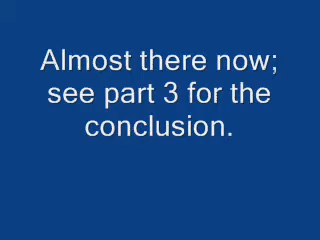 Almost there now;
see part 3 for the
conclusion.